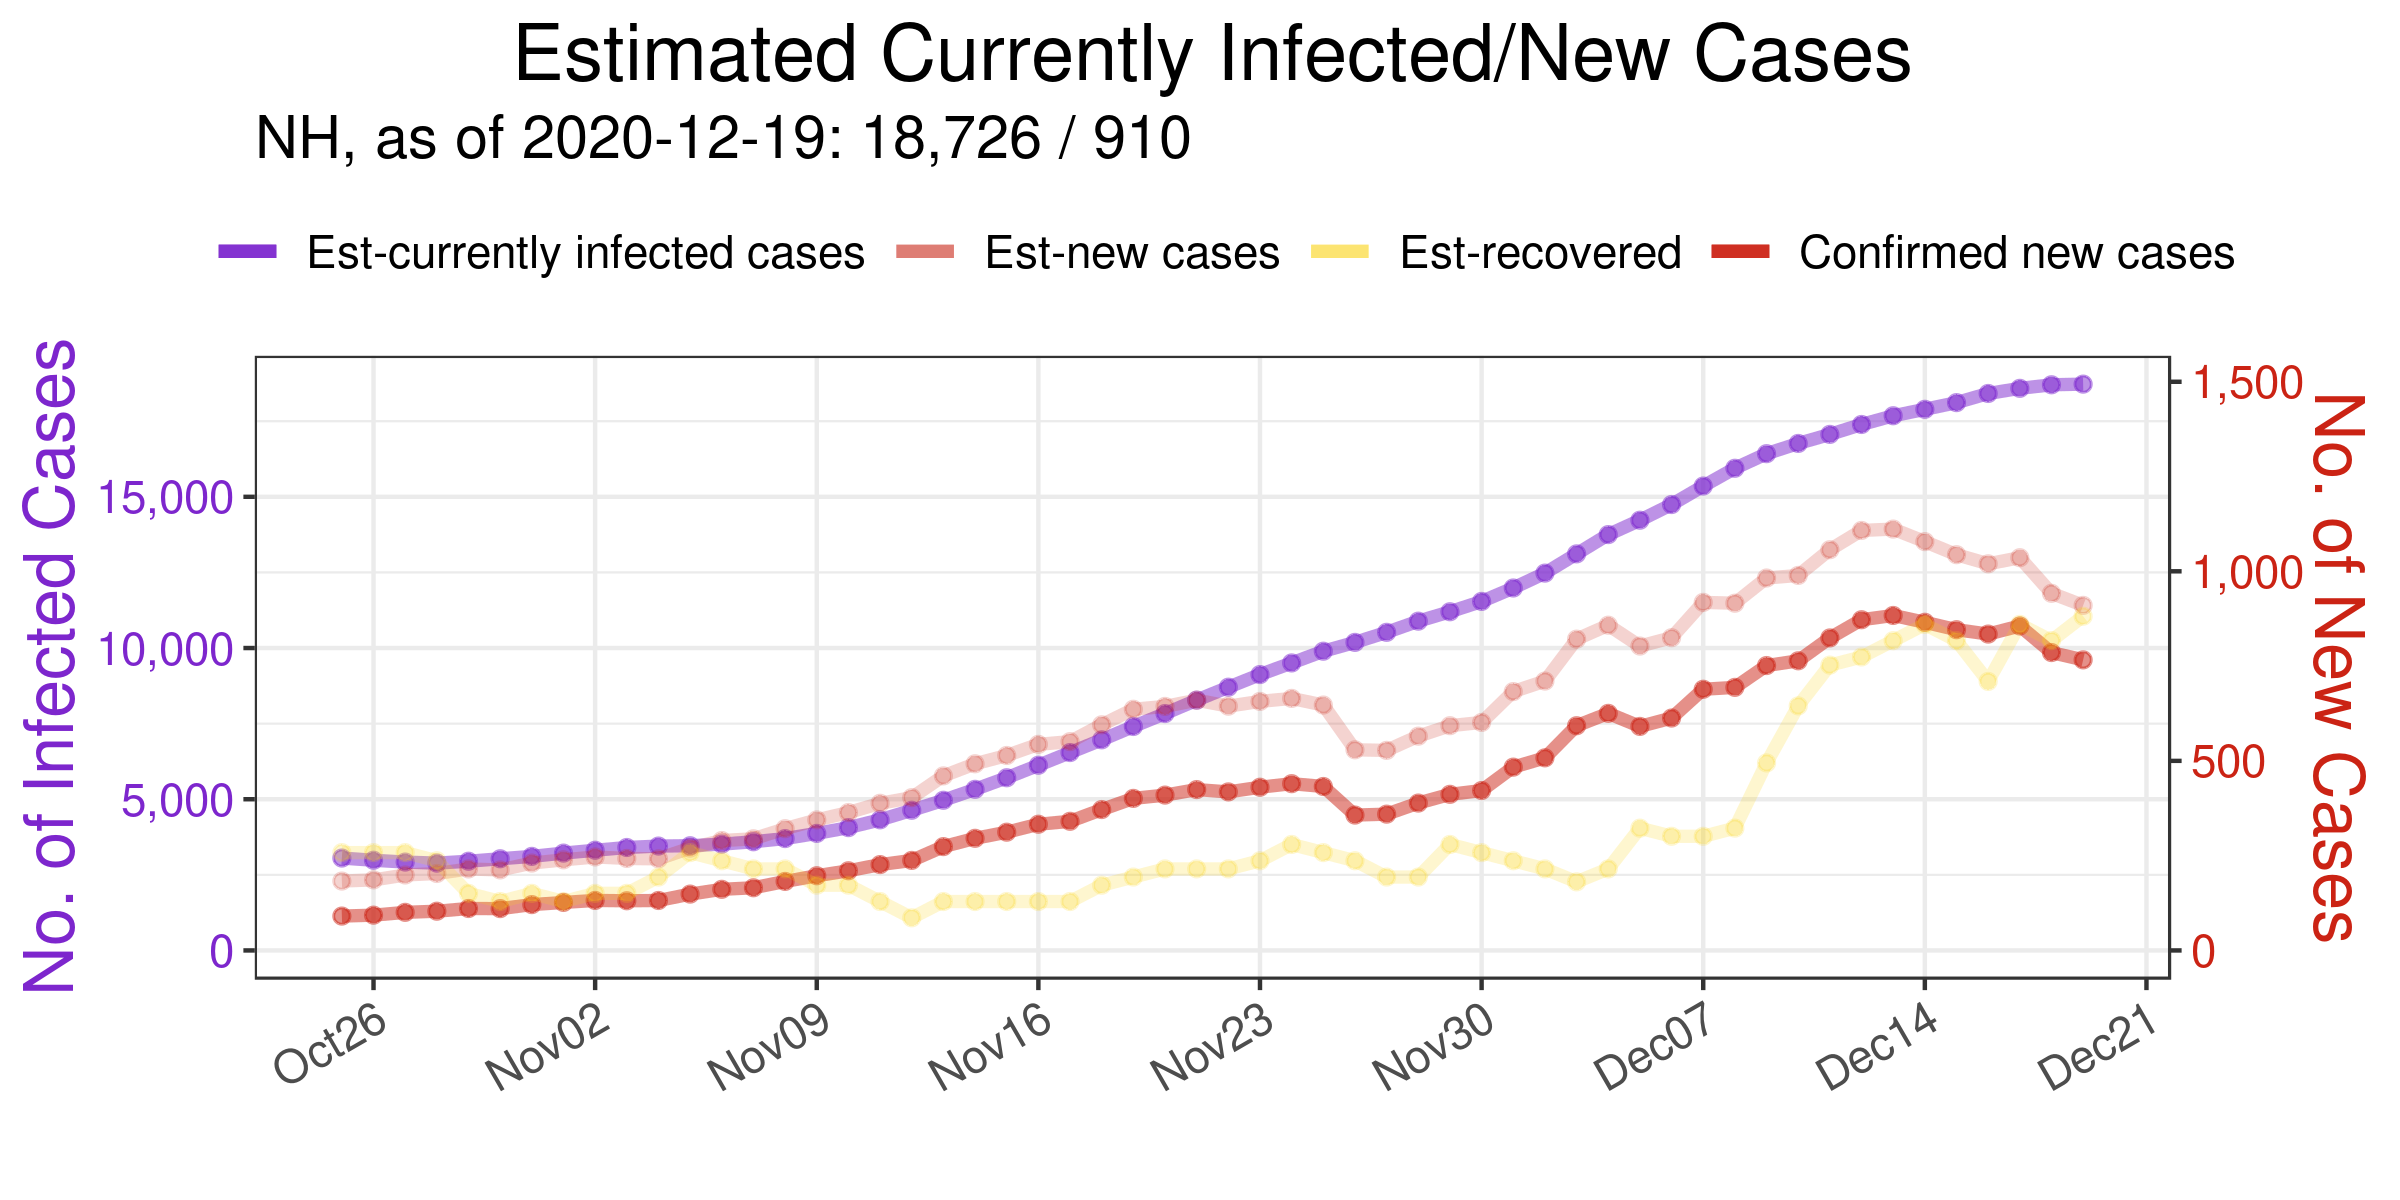 Estimated Currently Infected/New Cases
NH, as of 2020-12-19: 18,726 / 910
Est-currently infected cases Est-new cases Est-recovered Confirmed new cases
No. of Infected Cases
15,000
10,000
5,000
0
1,500
1,000
500
0
No. of New Cases
Oct26 Nov02 Nov09 Nov16 Nov23 Nov30 Dec07 Dec14 Dec21